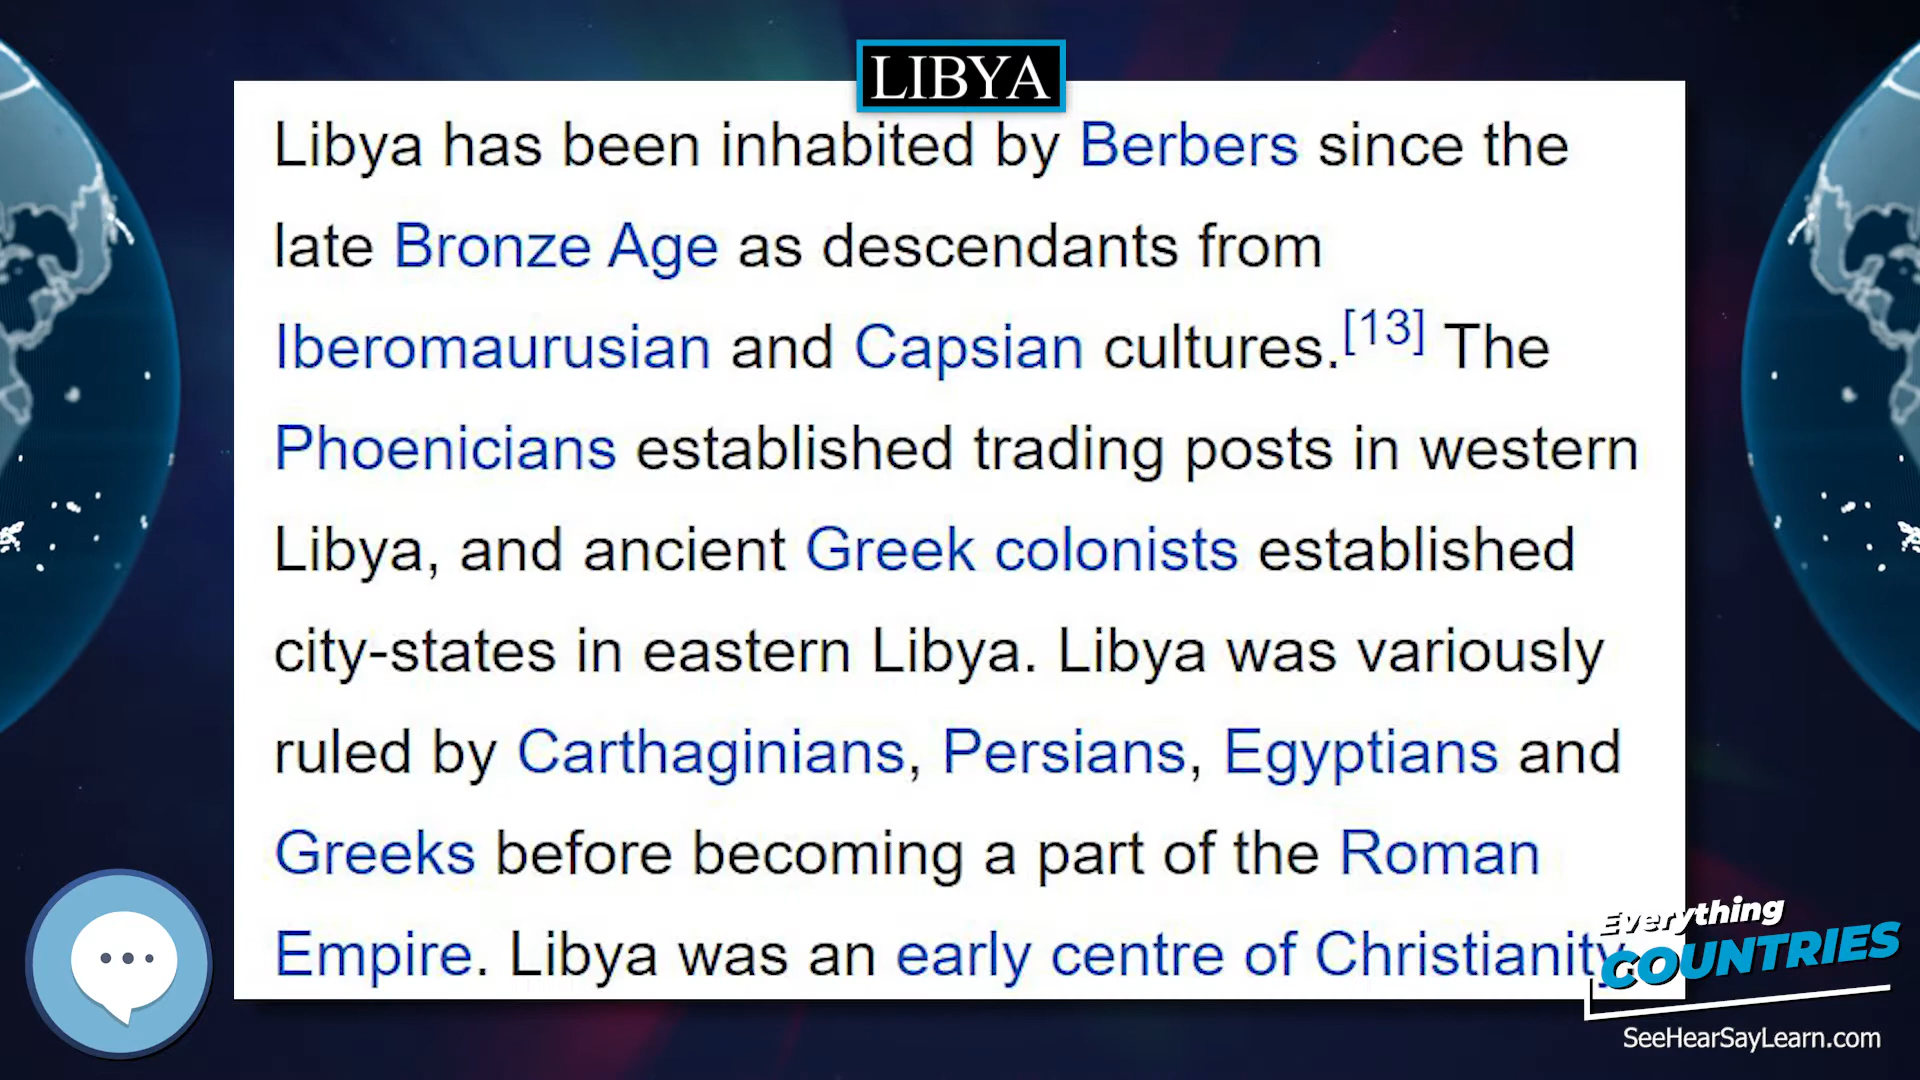 LIBYA
Libya has been inhabited by Berbers since the
late Bronze Age as descendants from
Iberomaurusian and Capsian cultures.[13] The
Phoenicians established trading posts in western
Libya, and ancient Greek colonists established
city-states in eastern Libya. Libya was variously
ruled by Carthaginians, Persians, Egyptians and
Greeks before becoming a part of the Roman
Empire. Libya was an early centre of Christianity.
Everything
COUNTRIES
SeeHearSayLearn.com